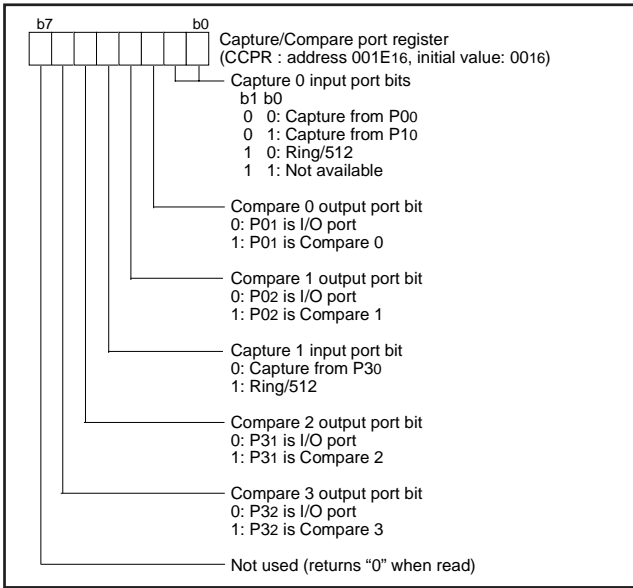 b7 b0
Capture/Compare port register
(CCPR : address 001E16, initial value: 0016)
Capture 0 input port bits
b1 b0
0 0: Capture from P00
0 1: Capture from P10
1 0: Ring/512
1 1: Not available
Compare 0 output port bit
0: P01 is I/O port
1: P01 is Compare 0
Compare 1 output port bit
0: P02 is I/O port
1: P02 is Compare 1
Capture 1 input port bit
0: Capture from P30
1: Ring/512
Compare 2 output port bit
0: P31 is I/O port
1: P31 is Compare 2
Compare 3 output port bit
0: P32 is I/O port
1: P32 is Compare 3
Not used (returns “0” when read)